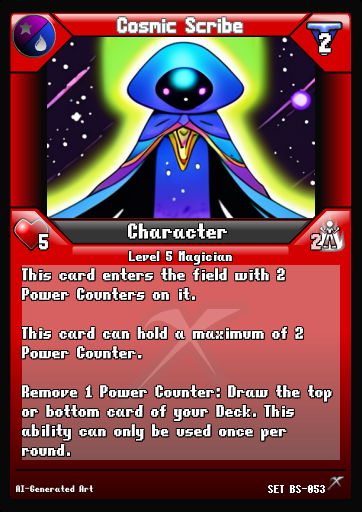 Cosmic Scribe
2
Character
5
2
Level 5 Magician
This card enters the field with 2
Power Counters on it.
This card can hold a maximum of 2
Power Counter.
Remove 1 Power Counter: Draw the top
or bottom card of your Deck. This
ability can only be used once per
round.
AI-Generated Art
SET BS-053